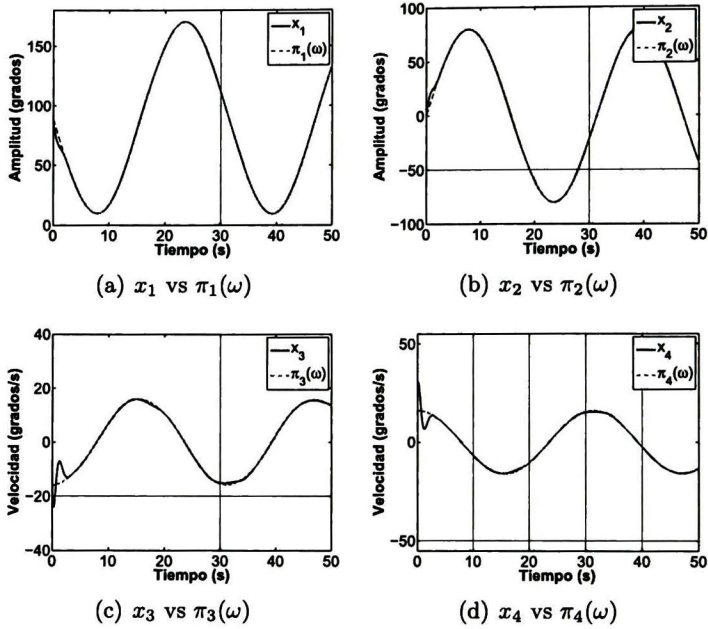 Amplitud (grados)
150
100
50
0
x₁
π₁(ω)
0 10 20 30 40 50
Tiempo (s)
(a) x₁ vs π₁(ω)
Amplitud (grados)
100
50
0
−50
−100
x₂
π₂(ω)
0 10 20 30 40 50
Tiempo (s)
(b) x₂ vs π₂(ω)
Velocidad (grados/s)
40
20
0
−20
−40
x₃
π₃(ω)
0 10 20 30 40 50
Tiempo (s)
(c) x₃ vs π₃(ω)
Velocidad (grados/s)
50
0
−50
x₄
π₄(ω)
0 10 20 30 40 50
Tiempo (s)
(d) x₄ vs π₄(ω)